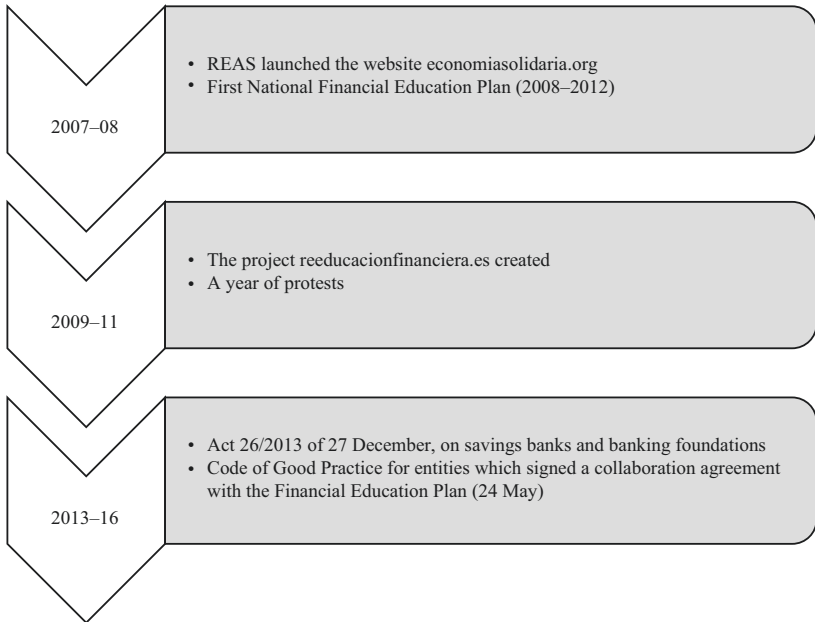 2007–08
• REAS launched the website economiasolidaria.org
• First National Financial Education Plan (2008–2012)
2009–11
• The project reeducacionfinanciera.es created
• A year of protests
2013–16
• Act 26/2013 of 27 December, on savings banks and banking foundations
• Code of Good Practice for entities which signed a collaboration agreement
with the Financial Education Plan (24 May)